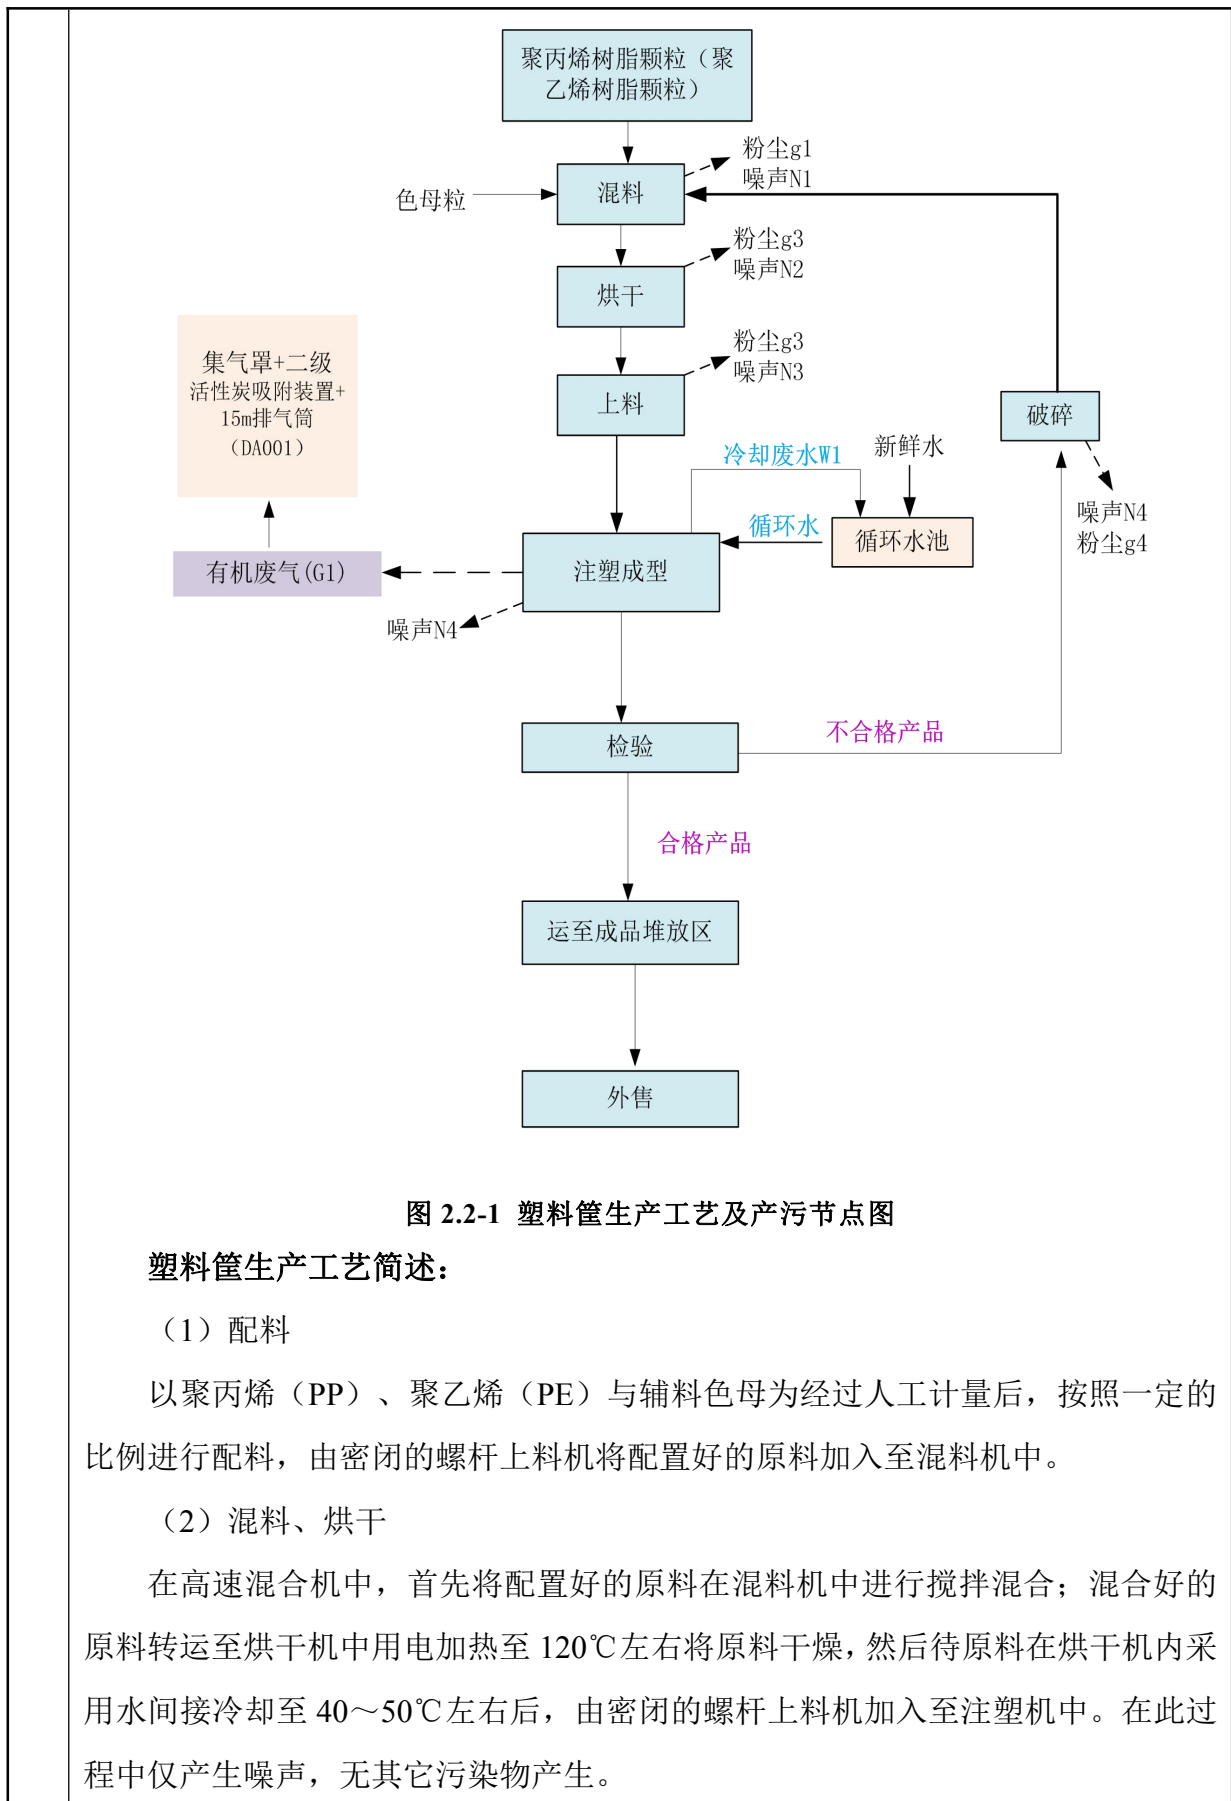 聚丙烯树脂颗粒（聚
乙烯树脂颗粒）
粉尘g1
噪声N1
色母粒
混料
粉尘g3
噪声N2
烘干
粉尘g3
噪声N3
上料
集气罩+二级
活性炭吸附装置+
15m排气筒
（DA001）
破碎
冷却废水W1
新鲜水
噪声N4
粉尘g4
循环水
循环水池
有机废气(G1)
注塑成型
噪声N4
检验
不合格产品
合格产品
运至成品堆放区
外售
图 2.2-1 塑料筐生产工艺及产污节点图
塑料筐生产工艺简述：
（1）配料
以聚丙烯（PP）、聚乙烯（PE）与辅料色母为经过人工计量后，按照一定的
比例进行配料，由密闭的螺杆上料机将配置好的原料加入至混料机中。
（2）混料、烘干
在高速混合机中，首先将配置好的原料在混料机中进行搅拌混合；混合好的
原料转运至烘干机中用电加热至 120℃左右将原料干燥，然后待原料在烘干机内采
用水间接冷却至 40～50℃左右后，由密闭的螺杆上料机加入至注塑机中。在此过
程中仅产生噪声，无其它污染物产生。